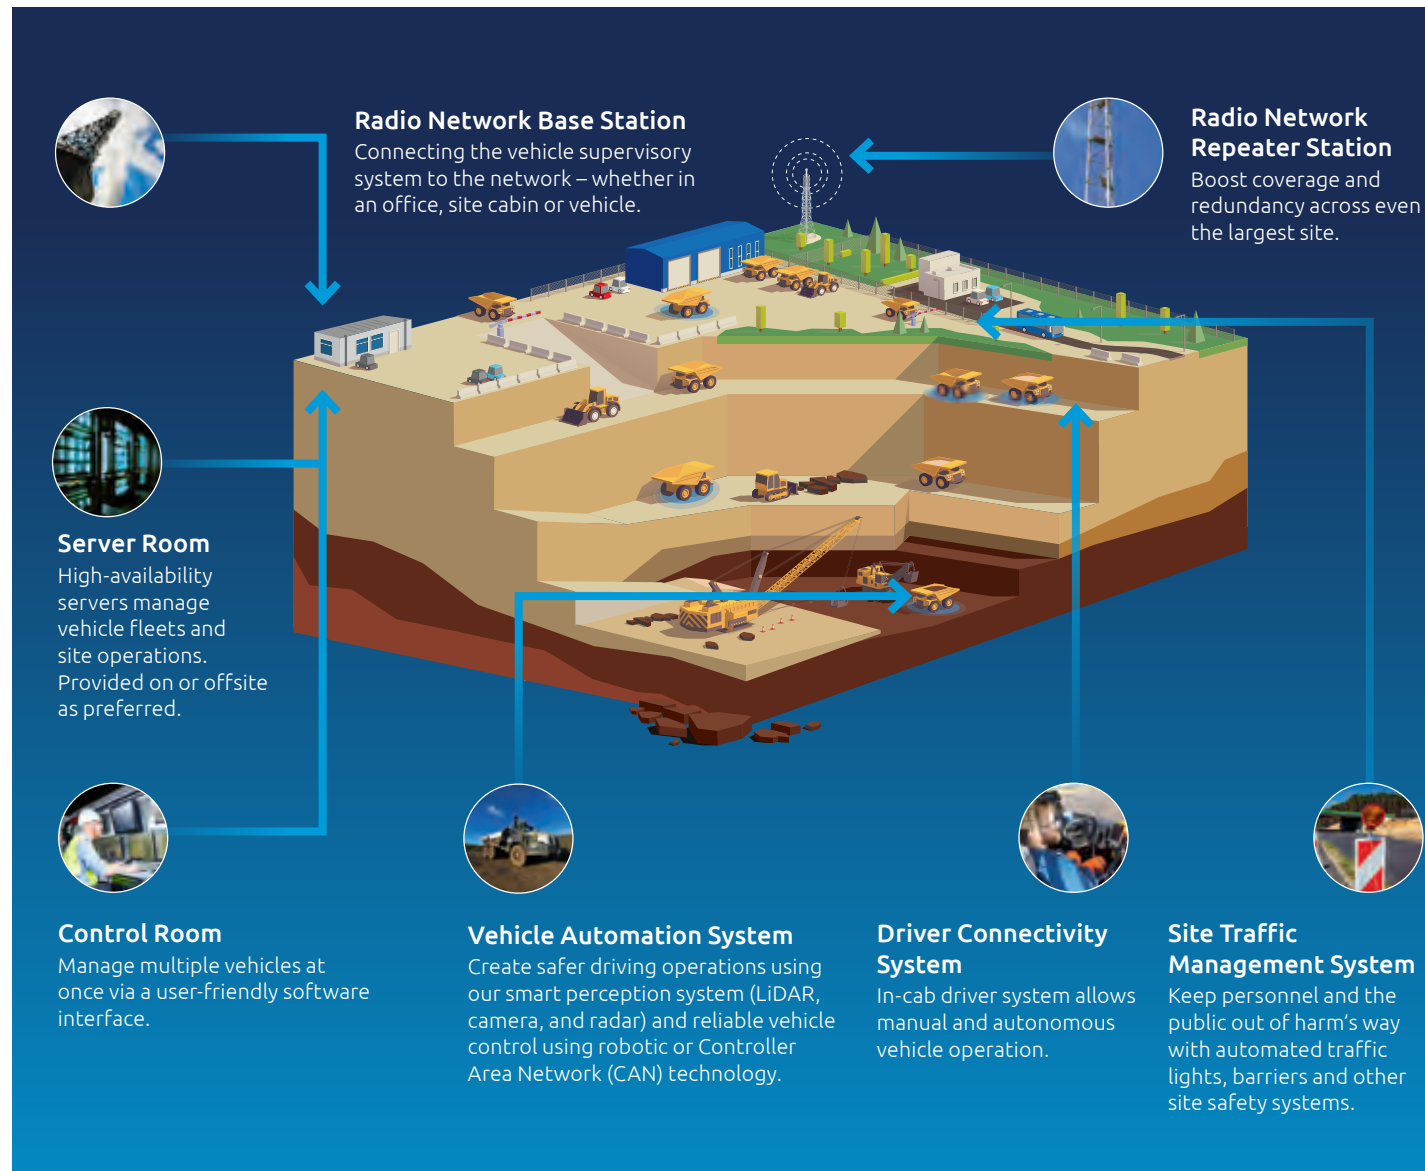 Radio Network Base Station
Connecting the vehicle supervisory
system to the network – whether in
an office, site cabin or vehicle.
Radio Network
Repeater Station
Boost coverage and
redundancy across even
the largest site.
Server Room
High-availability
servers manage
vehicle fleets and
site operations.
Provided on or offsite
as preferred.
Control Room
Manage multiple vehicles at
once via a user-friendly software
interface.
Vehicle Automation System
Create safer driving operations using
our smart perception system (LiDAR,
camera, and radar) and reliable vehicle
control using robotic or Controller
Area Network (CAN) technology.
Driver Connectivity
System
In-cab driver system allows
manual and autonomous
vehicle operation.
Site Traffic
Management System
Keep personnel and the
public out of harm’s way
with automated traffic
lights, barriers and other
site safety systems.